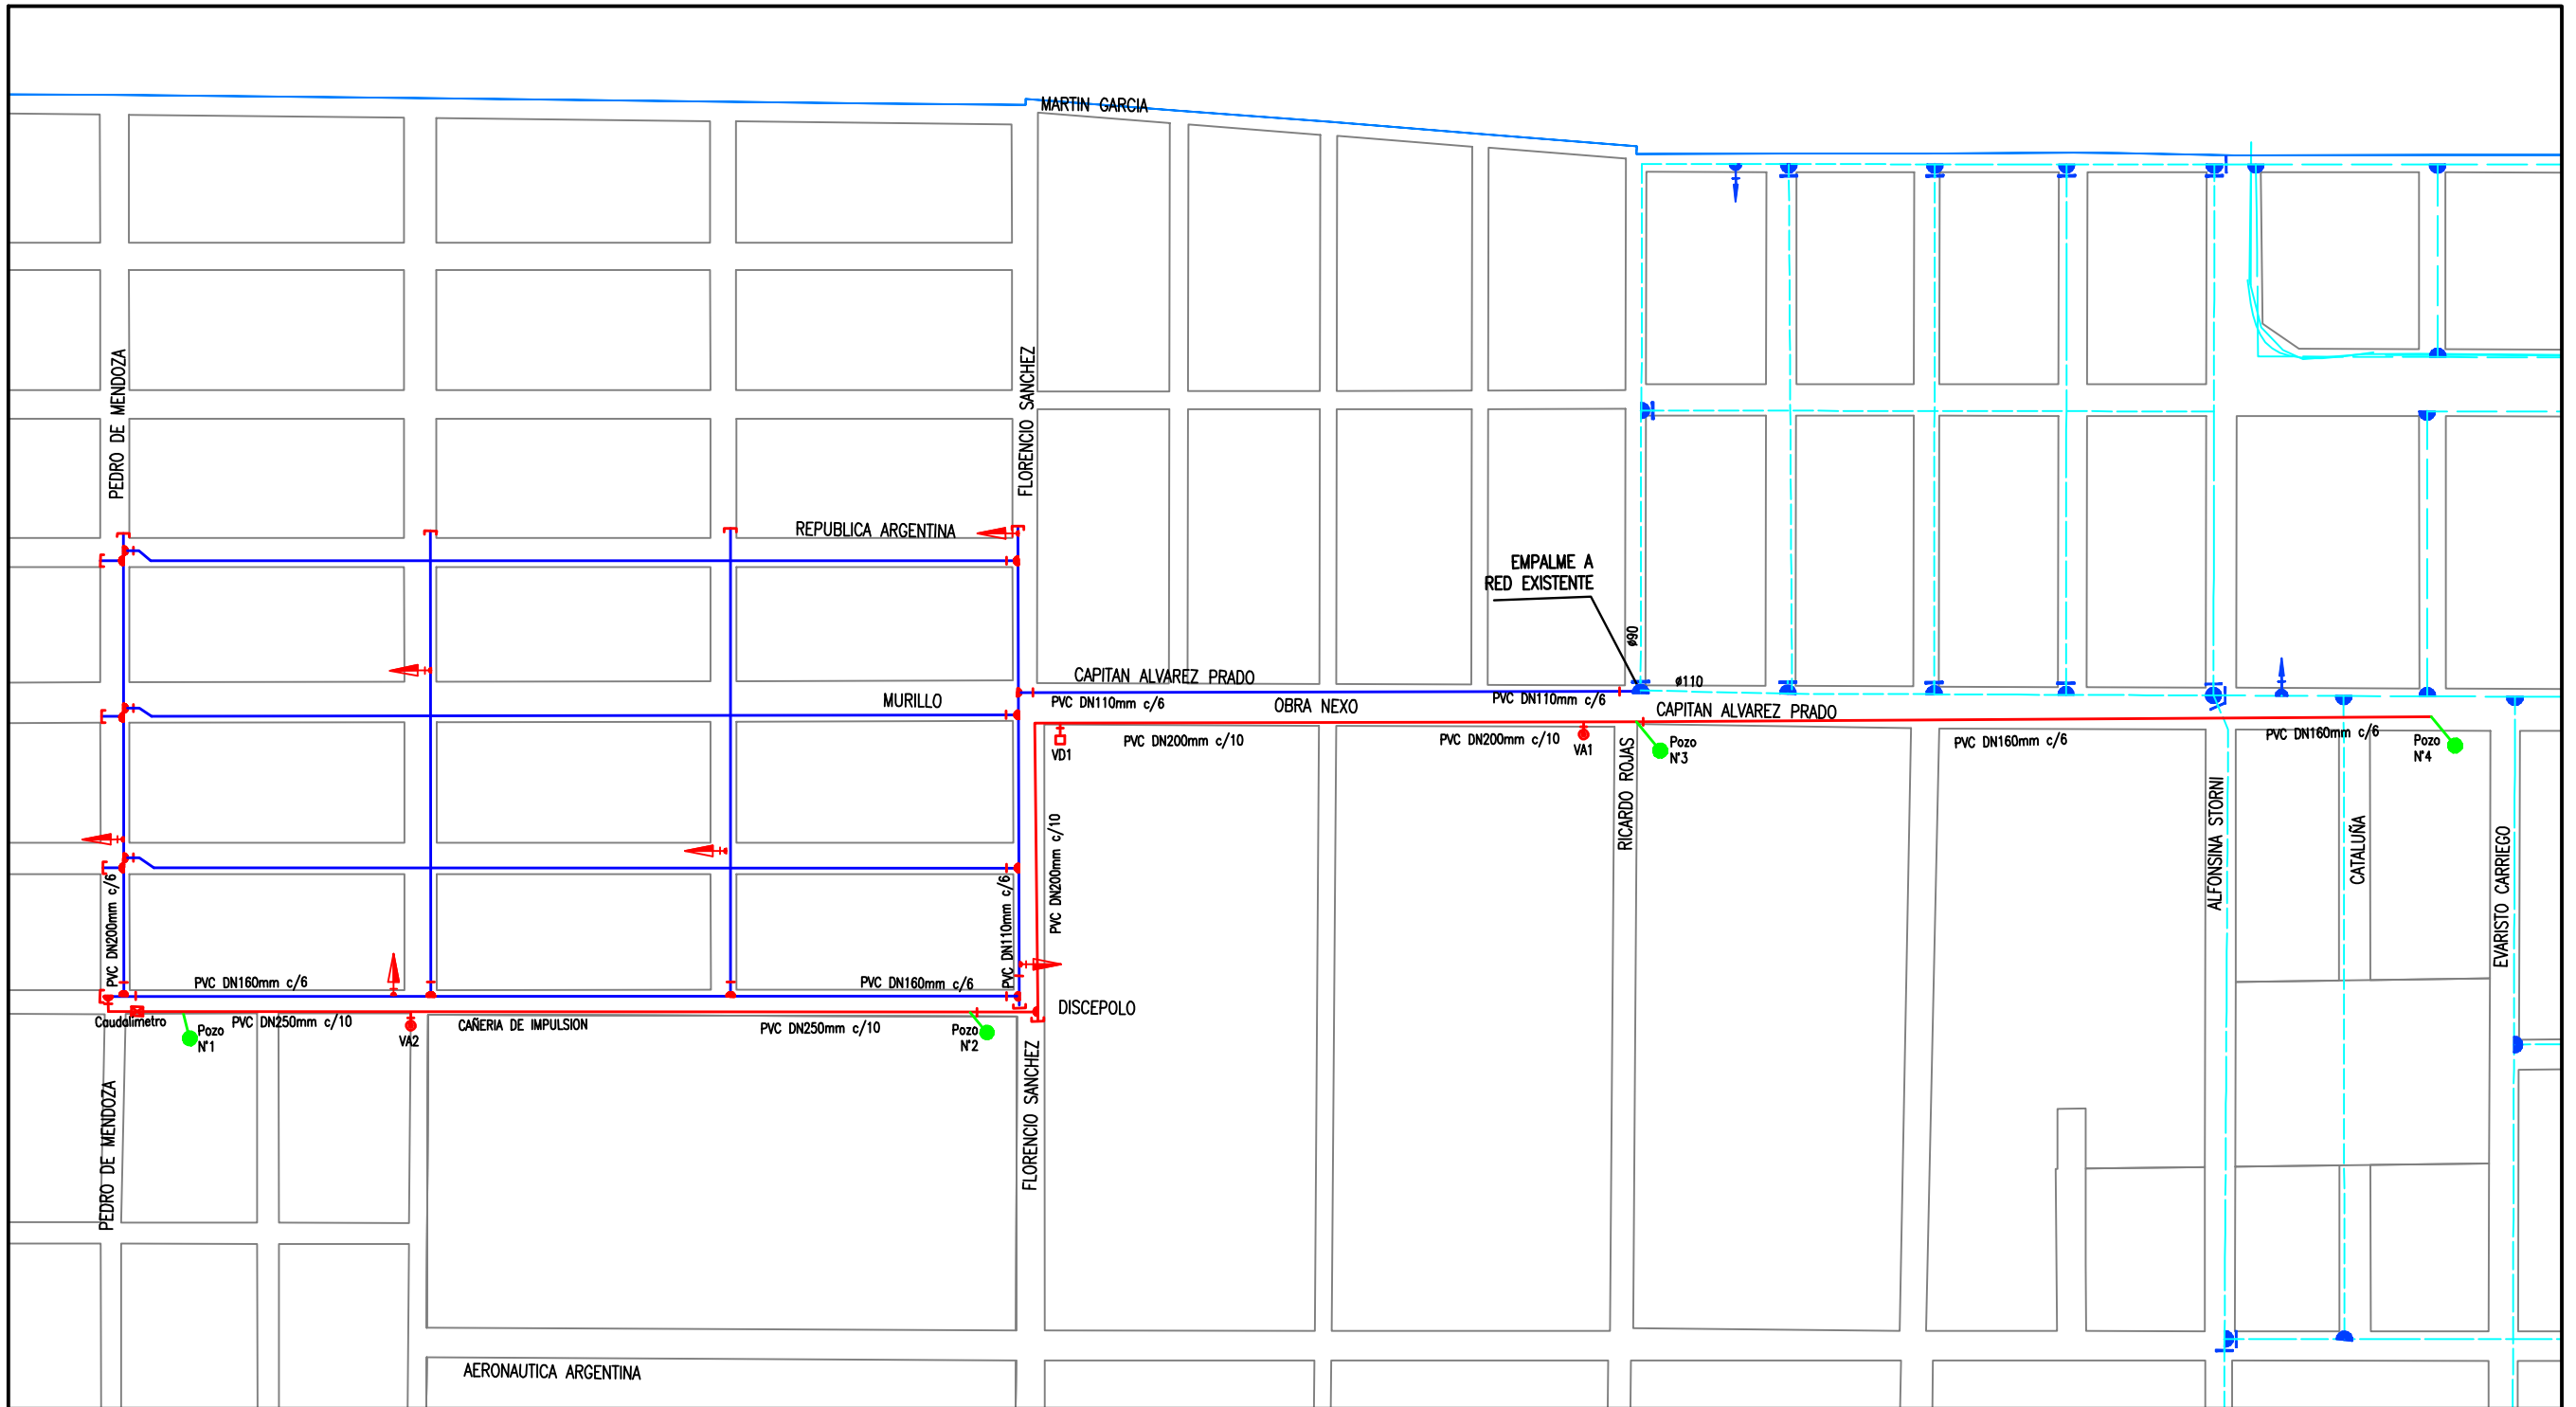 MARTIN GARCIA
PEDRO DE MENDOZA
FLORENCIO SANCHEZ
REPUBLICA ARGENTINA
EMPALME A
RED EXISTENTE
ø90
ø110
CAPITAN ALVAREZ PRADO
MURILLO
PVC DN110mm c/6
OBRA NEXO
PVC DN110mm c/6
CAPITAN ALVAREZ PRADO
VD1
PVC DN200mm c/10
PVC DN200mm c/10
VA1
RICARDO ROJAS
Pozo
N°3
PVC DN160mm c/6
PVC DN160mm c/6
Pozo
N°4
ALFONSINA STORNI
CATALUÑA
EVARISTO CARRIEGO
PVC DN200mm c/10
PVC DN200mm c/6
PVC DN160mm c/6
PVC DN160mm c/6
PVC DN110mm c/6
DISCEPOLO
Caudalimetro
Pozo
N°1
PVC DN250mm c/10
VA2
CAÑERIA DE IMPULSION
PVC DN250mm c/10
Pozo
N°2
PEDRO DE MENDOZA
FLORENCIO SANCHEZ
AERONAUTICA ARGENTINA